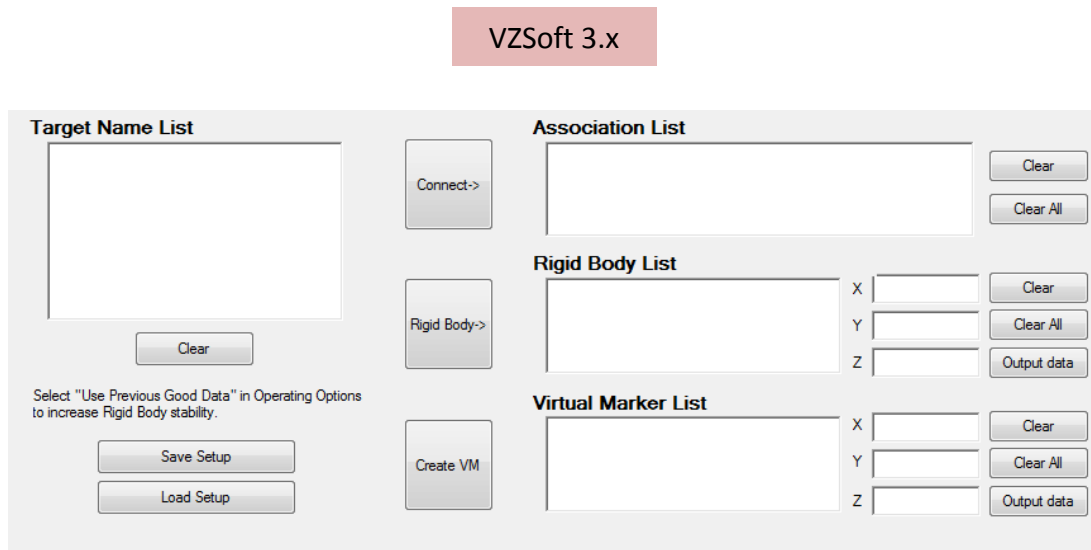 VZSoft 3.x
Target Name List
Clear
Select "Use Previous Good Data" in Operating Options
to increase Rigid Body stability.
Save Setup
Load Setup
Connect->
Rigid Body->
Create VM
Association List
Clear
Clear All
Rigid Body List
X
Clear
Y
Clear All
Z
Output data
Virtual Marker List
X
Clear
Y
Clear All
Z
Output data